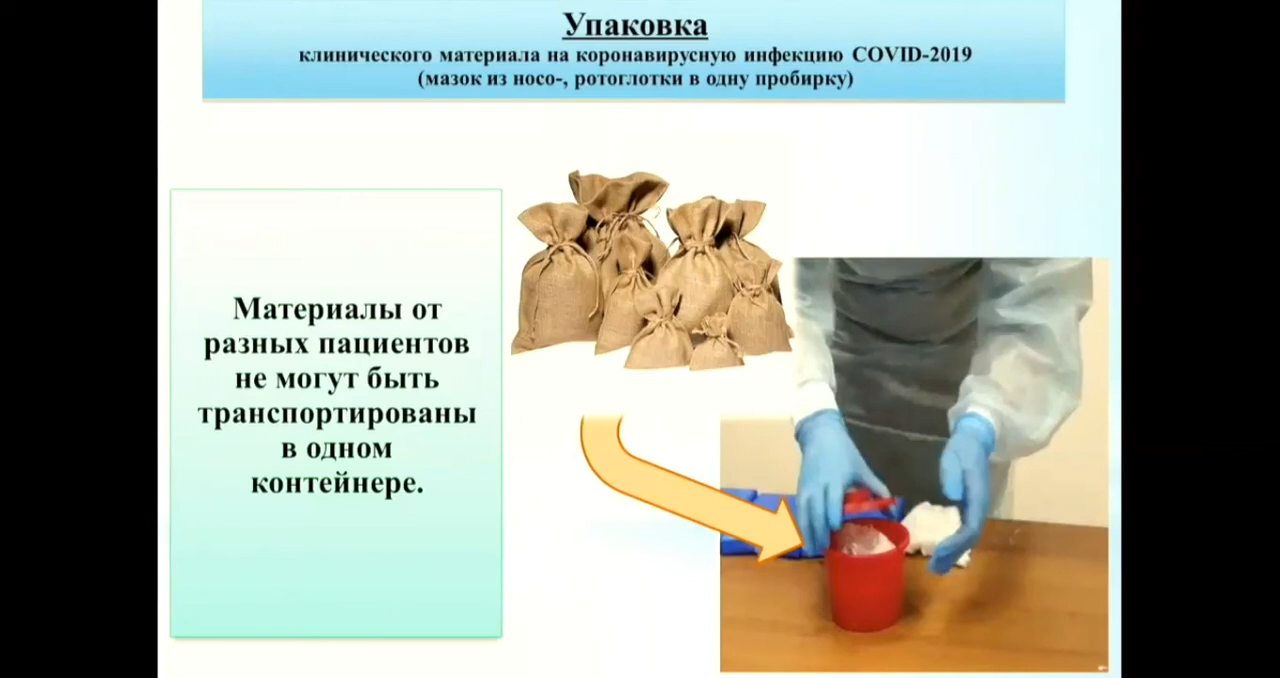 Упаковка
клинического материала на коронавирусную инфекцию COVID-2019
(мазок из носо-, ротоглотки в одну пробирку)
Материалы от
разных пациентов
не могут быть
транспортированы
в одном
контейнере.